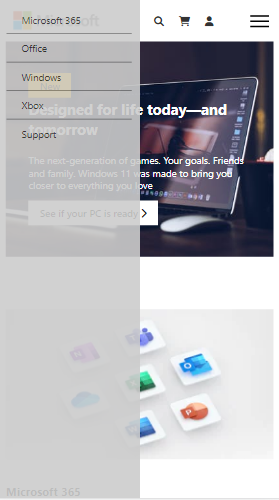 Microsoft
Microsoft 365
Office
Windows
Xbox
Support
New
Designed for life today—and
tomorrow
The next-generation of games. Your goals. Friends
and family. Windows 11 was made to bring you
closer to everything you love
See if your PC is ready
Microsoft 365